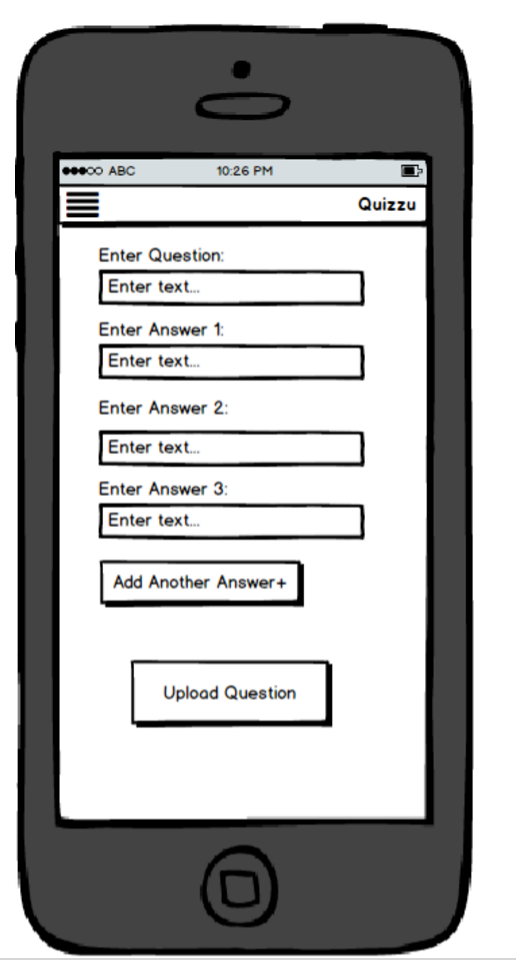 ABC 10:26 PM
Quizzu
Enter Question:
Enter text...
Enter Answer 1:
Enter text...
Enter Answer 2:
Enter text...
Enter Answer 3:
Enter text...
Add Another Answer+
Upload Question